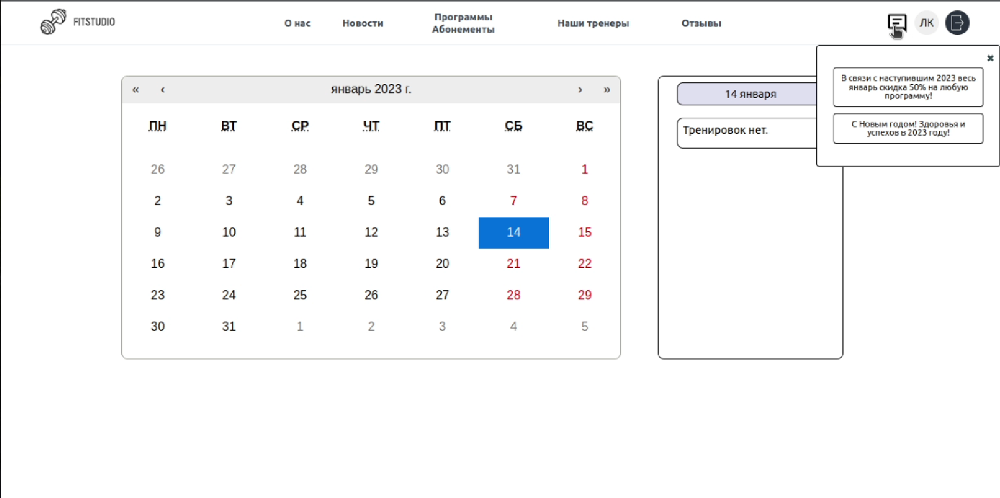 FITSTUDIO
О нас
Новости
Программы
Абонементы
Наши тренеры
Отзывы
ЛК
« ‹ январь 2023 г. › »
ПН ВТ СР ЧТ ПТ СБ ВС
26 27 28 29 30 31 1
2 3 4 5 6 7 8
9 10 11 12 13 14 15
16 17 18 19 20 21 22
23 24 25 26 27 28 29
30 31 1 2 3 4 5
14 января
Тренировок нет.
В связи с наступившим 2023 весь
январь скидка 50% на любую
программу!
С Новым годом! Здоровья и
успехов в 2023 году!